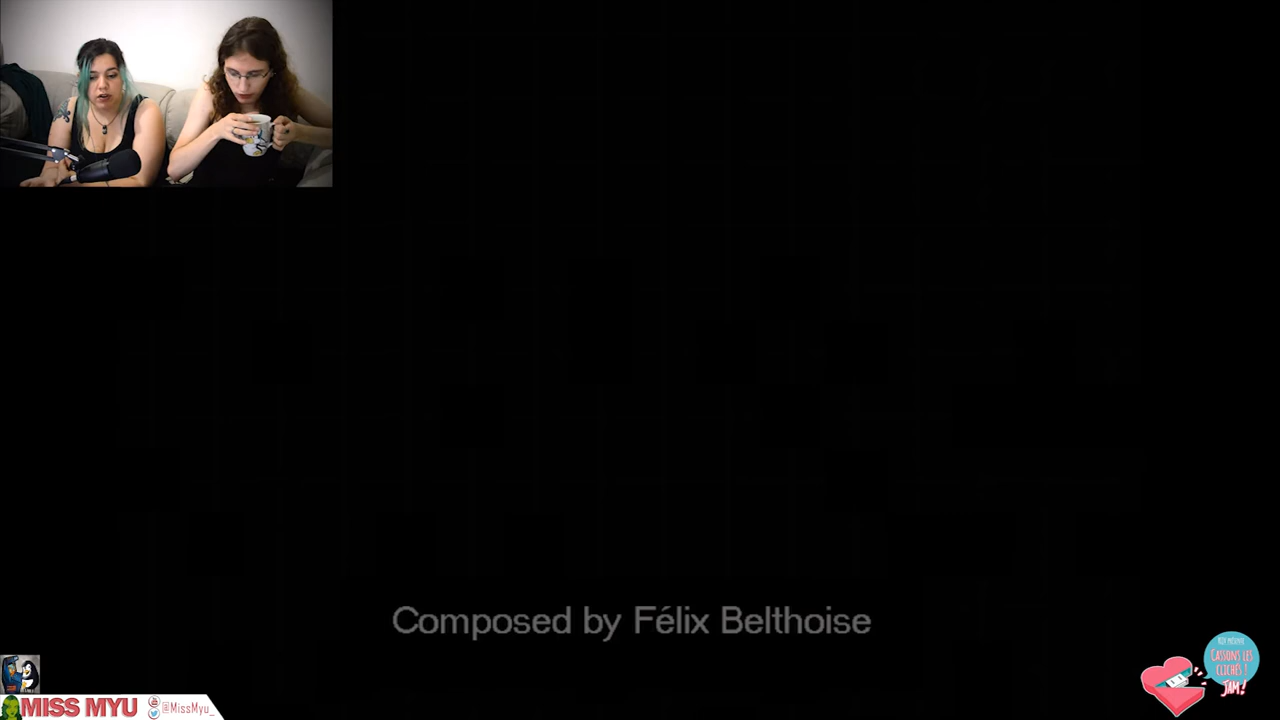 Composed by Félix Belthoise
MISS MYU
@MissMyu_
CASSONS LES
CLICHÉS !
JAM!